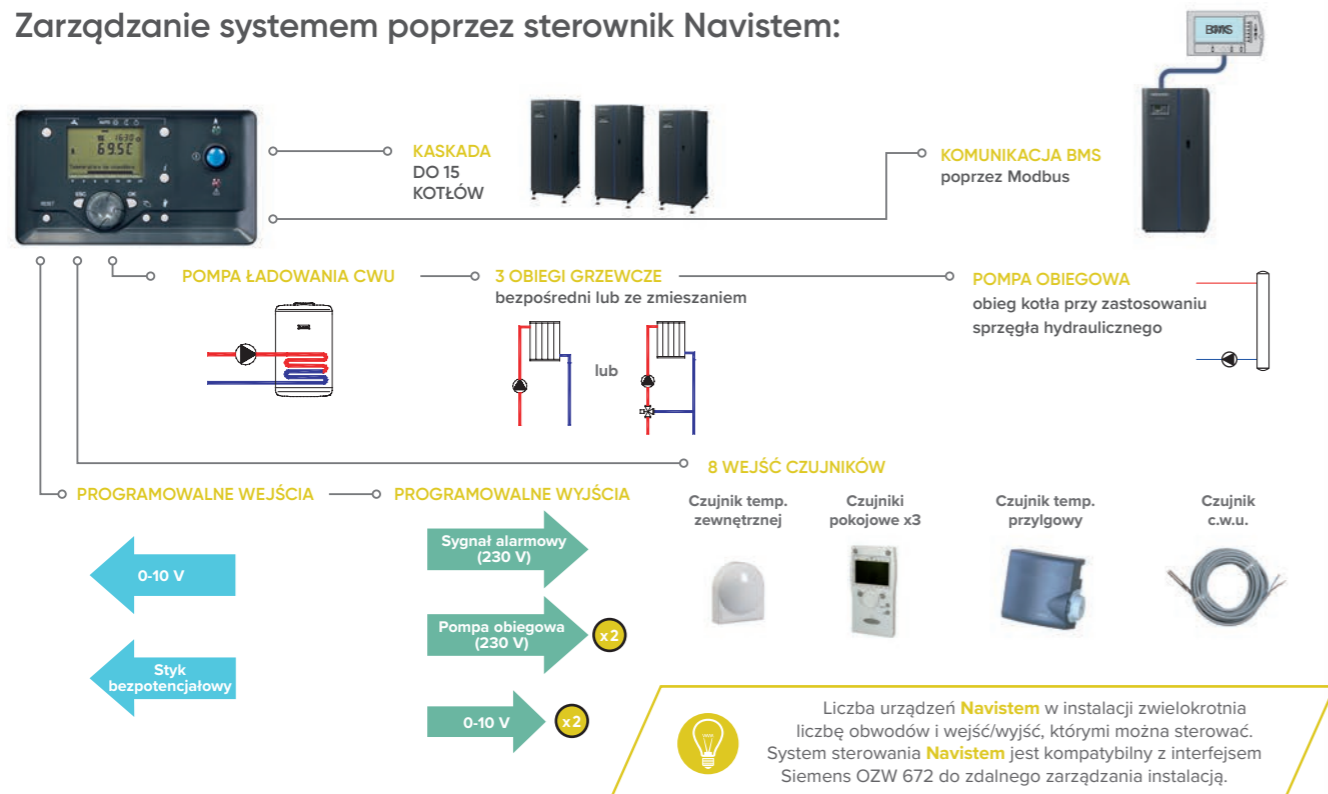 Zarządzanie systemem poprzez sterownik Navistem:
BMS
AUTO
69.5C
ESC
OK
RESET
KASKADA
DO 15
KOTŁÓW
KOMUNIKACJA BMS
poprzez Modbus
POMPA ŁADOWANIA CWU
3 OBIEGI GRZEWCZE
bezpośredni lub ze zmieszaniem
lub
POMPA OBIEGOWA
obieg kotła przy zastosowaniu
sprzęgła hydraulicznego
8 WEJŚĆ CZUJNIKÓW
PROGRAMOWALNE WEJŚCIA
PROGRAMOWALNE WYJŚCIA
0-10 V
Styk
bezpotencjałowy
Sygnał alarmowy
(230 V)
Pompa obiegowa
(230 V)
x2
0-10 V
x2
Czujnik temp.
zewnętrznej
Czujniki
pokojowe x3
Czujnik temp.
przylgowy
Czujnik
c.w.u.
Liczba urządzeń Navistem w instalacji zwielokrotnia
liczbę obwodów i wejść/wyjść, którymi można sterować.
System sterowania Navistem jest kompatybilny z interfejsem
Siemens OZW 672 do zdalnego zarządzania instalacją.